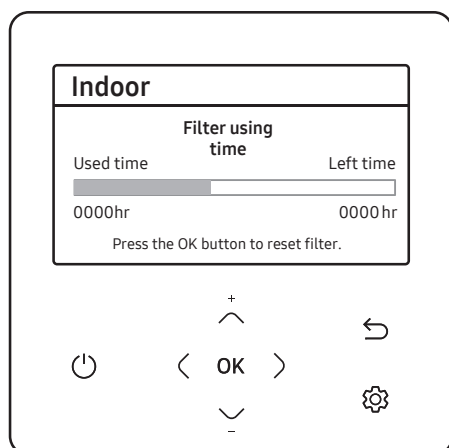 Indoor
Filter using
time
Used time Left time
0000hr 0000hr
Press the OK button to reset filter.
+
OK
-